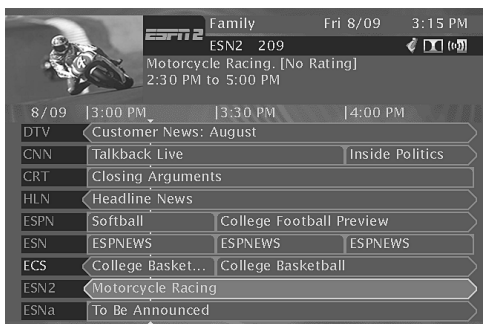 ESPN2 Family Fri 8/09 3:15 PM
ESN2 209
Motorcycle Racing. [No Rating]
2:30 PM to 5:00 PM
8/09 3:00 PM 3:30 PM 4:00 PM
DTV Customer News: August
CNN Talkback Live Inside Politics
CRT Closing Arguments
HLN Headline News
ESPN Softball College Football Preview
ESN ESPNEWS ESPNEWS ESPNEWS
ECS College Basket... College Basketball
ESN2 Motorcycle Racing
ESNa To Be Announced